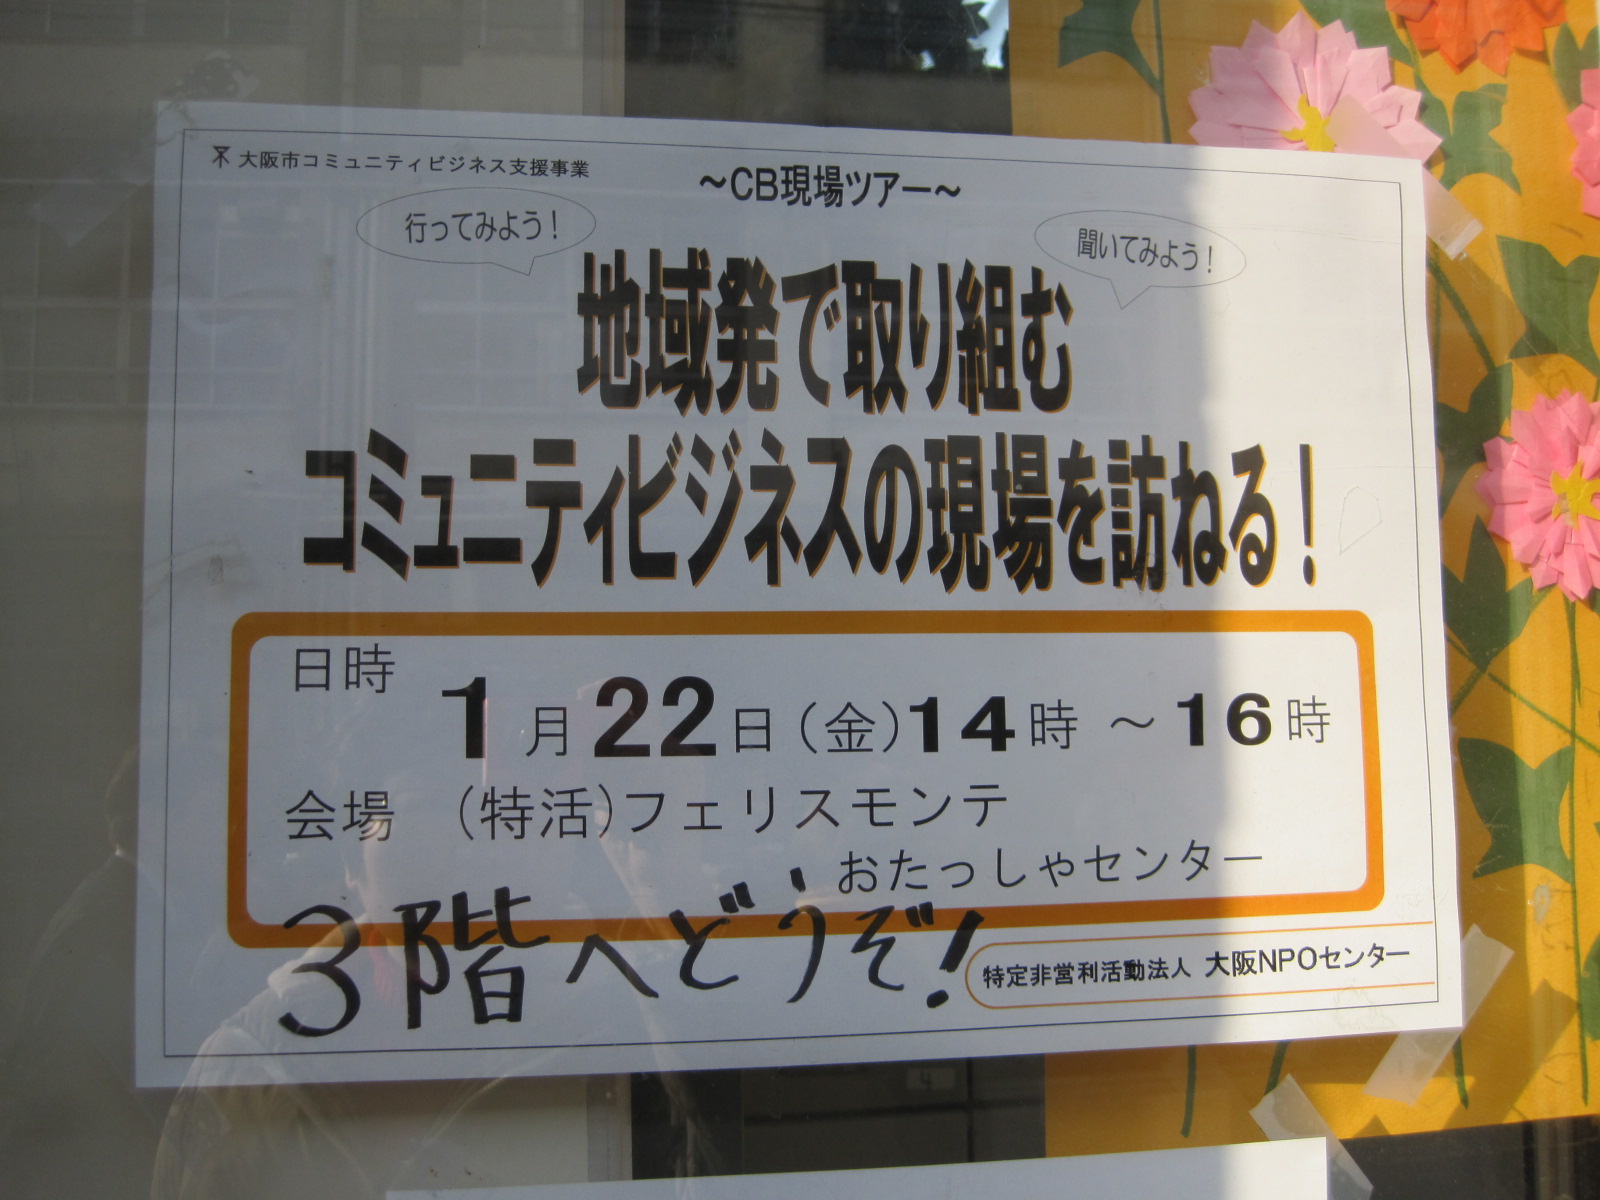 大阪市コミュニティビジネス支援事業
～CB現場ツアー～
行ってみよう！
聞いてみよう！
地域発で取り組む
コミュニティビジネスの現場を訪ねる！
日時 1月22日（金）14時～16時
会場 （特活）フェリスモンテ
おたっしゃセンター
3階へどうぞ！
特定非営利活動法人 大阪NPOセンター
4